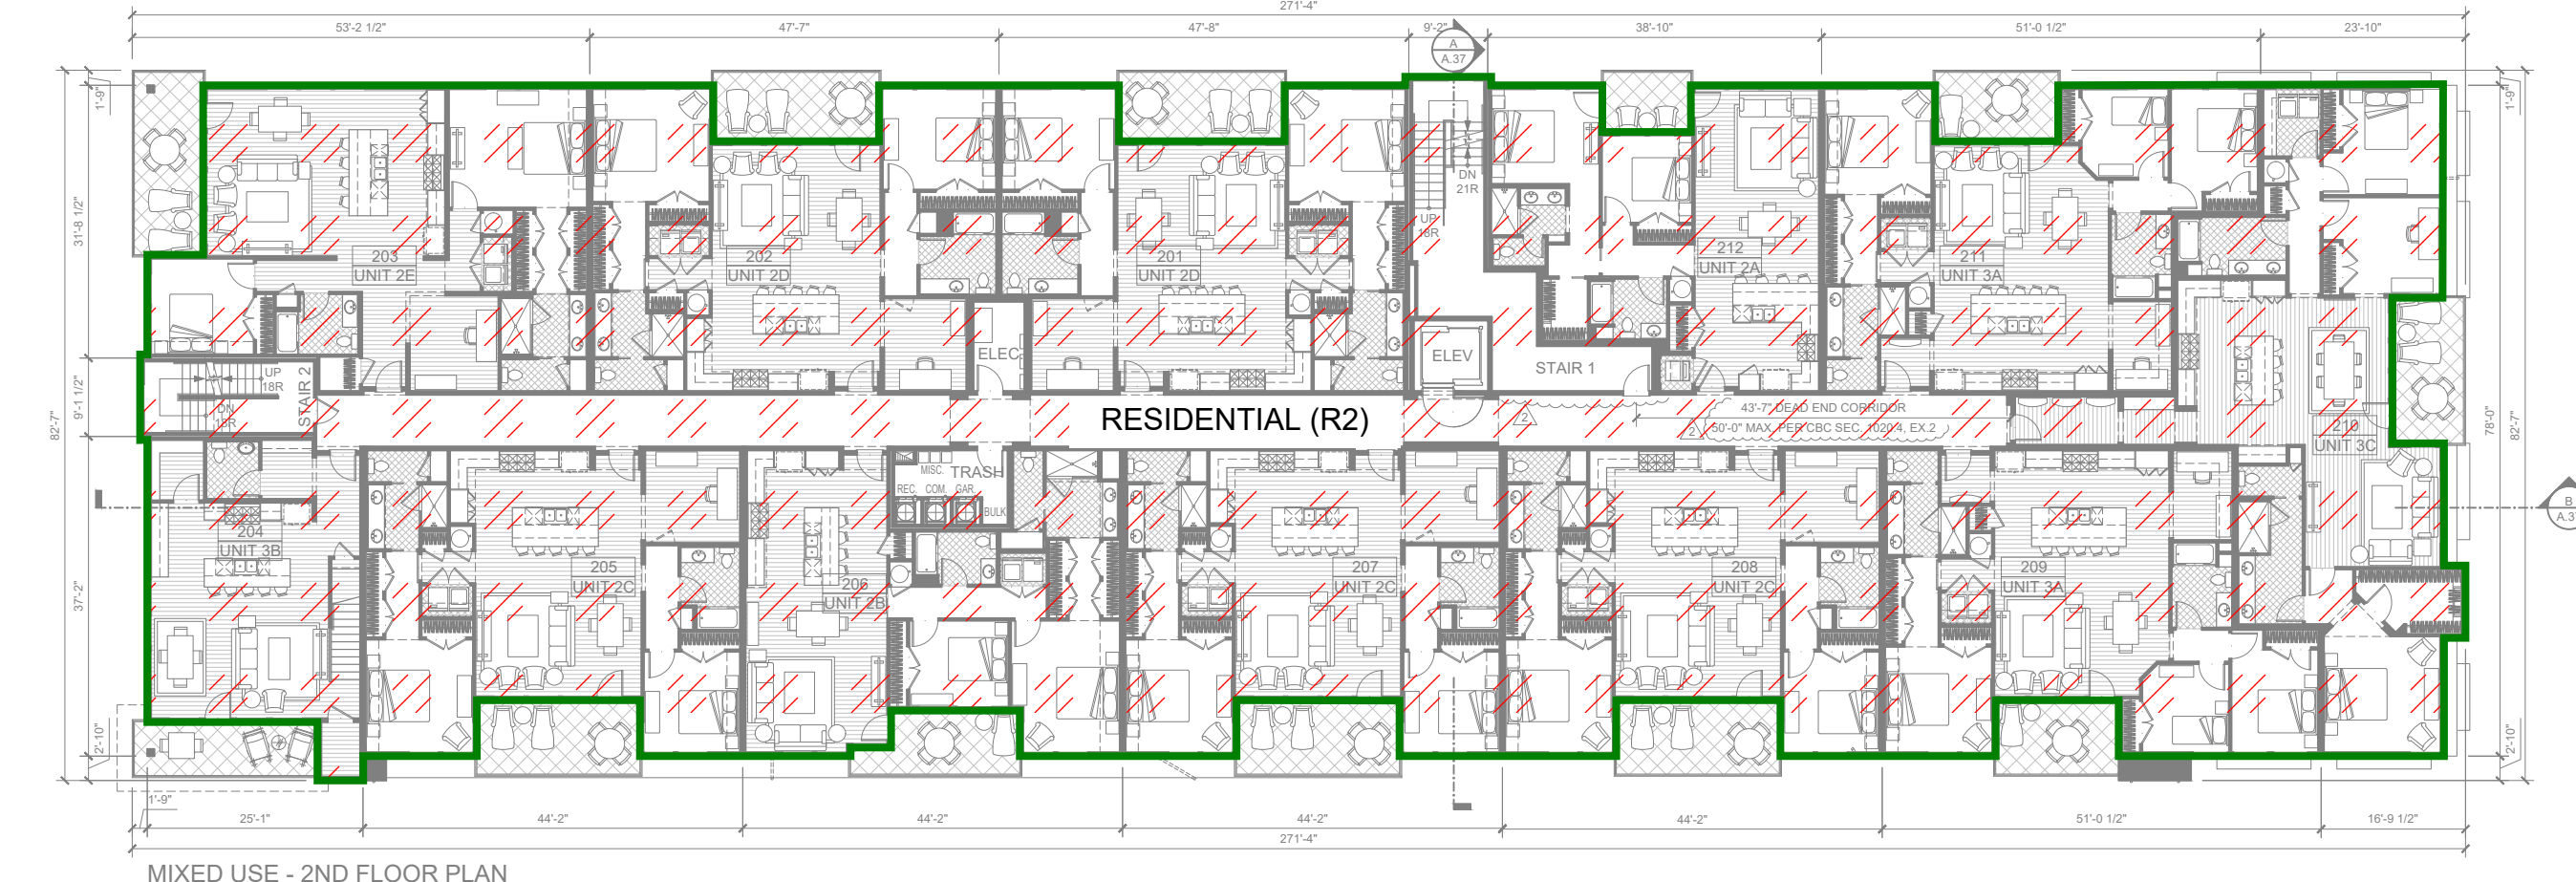 271'-4"
53'-2 1/2"
47'-7"
47'-8"
9'-2"
38'-10"
51'-0 1/2"
23'-10"
A
A.37
1'-9"
31'-8 1/2"
9'-1 1/2"
82'-7"
37'-2"
2'-10"
1'-9"
78'-0"
82'-7"
2'-10"
203
UNIT 2E
202
UNIT 2D
201
UNIT 2D
DN
21R
UP
18R
212
UNIT 2A
211
UNIT 3A
ELEC
ELEV
STAIR 1
UP
18R
DN
18R
STAIR 2
RESIDENTIAL (R2)
2
43'-7" DEAD END CORRIDOR
2
50'-0" MAX. PER CBC SEC. 1020.4, EX.2
210
UNIT 3C
MISC.
TRASH
REC.
COM.
GAR.
BULK
B
204
UNIT 3B
205
UNIT 2C
206
UNIT 2B
207
UNIT 2C
208
UNIT 2C
209
UNIT 3A
1'-9"
25'-1"
44'-2"
44'-2"
44'-2"
44'-2"
51'-0 1/2"
16'-9 1/2"
271'-4"
MIXED USE - 2ND FLOOR PLAN